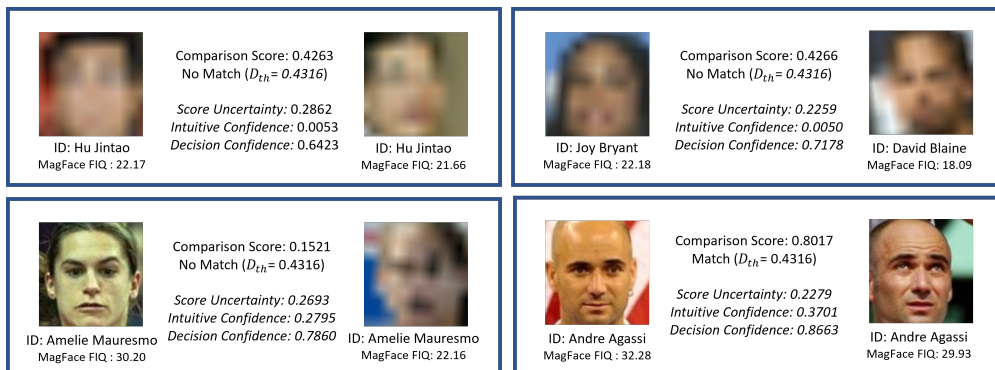 Comparison Score: 0.4263
No Match (D_th= 0.4316)
Score Uncertainty: 0.2862
Intuitive Confidence: 0.0053
Decision Confidence: 0.6423
ID: Hu Jintao
MagFace FIQ : 22.17
ID: Hu Jintao
MagFace FIQ: 21.66
Comparison Score: 0.4266
No Match (D_th= 0.4316)
Score Uncertainty: 0.2259
Intuitive Confidence: 0.0050
Decision Confidence: 0.7178
ID: Joy Bryant
MagFace FIQ : 22.18
ID: David Blaine
MagFace FIQ: 18.09
Comparison Score: 0.1521
No Match (D_th= 0.4316)
Score Uncertainty: 0.2693
Intuitive Confidence: 0.2795
Decision Confidence: 0.7860
ID: Amelie Mauresmo
MagFace FIQ : 30.20
ID: Amelie Mauresmo
MagFace FIQ: 22.16
Comparison Score: 0.8017
Match (D_th= 0.4316)
Score Uncertainty: 0.2279
Intuitive Confidence: 0.3701
Decision Confidence: 0.8663
ID: Andre Agassi
MagFace FIQ : 32.28
ID: Andre Agassi
MagFace FIQ: 29.93